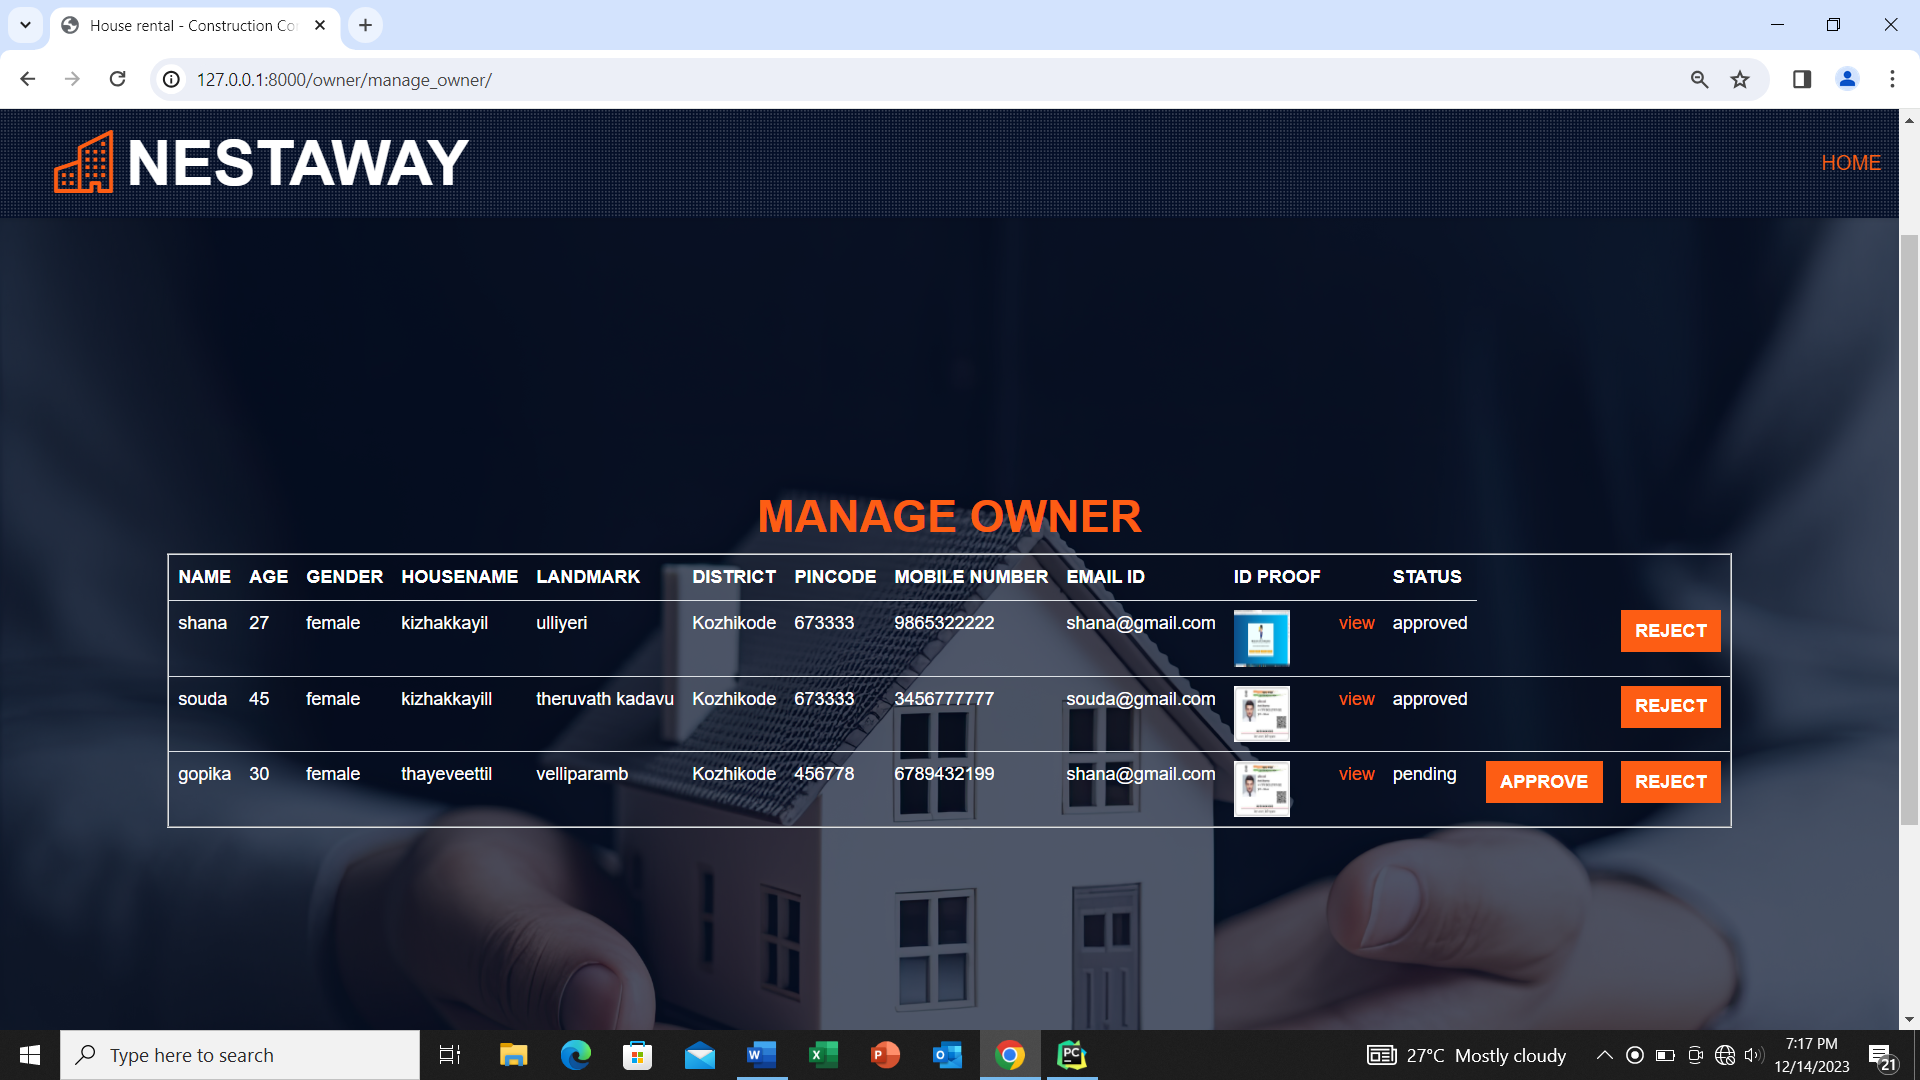 House rental - Construction Co
127.0.0.1:8000/owner/manage_owner/
NESTAWAY
HOME
MANAGE OWNER
NAME AGE GENDER HOUSENAME LANDMARK DISTRICT PINCODE MOBILE NUMBER EMAIL ID ID PROOF STATUS
shana 27 female kizhakkayil ulliyeri Kozhikode 673333 9865322222 shana@gmail.com view approved REJECT
souda 45 female kizhakkayill theruvath kadavu Kozhikode 673333 3456777777 souda@gmail.com view approved REJECT
gopika 30 female thayeveettil velliparamb Kozhikode 456778 6789432199 shana@gmail.com view pending APPROVE REJECT
Type here to search
27°C Mostly cloudy
7:17 PM
12/14/2023
21